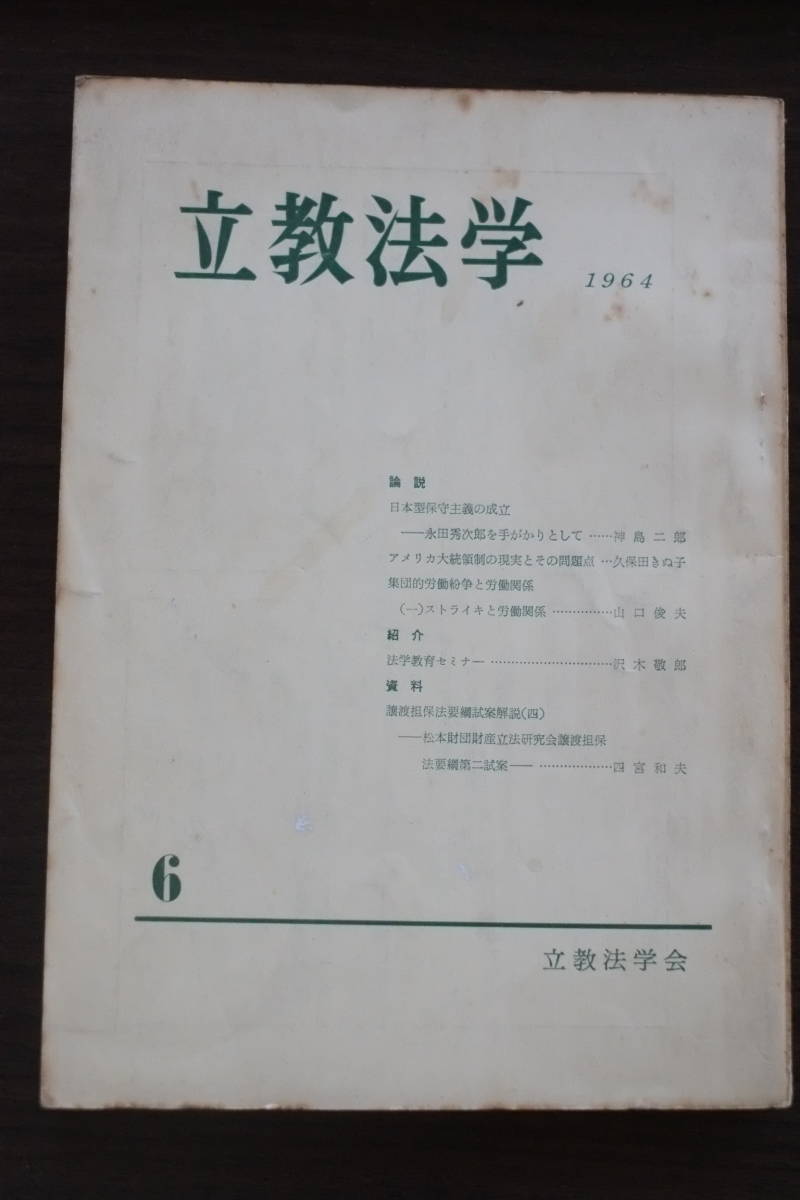 立教法学
1964
論説
日本型保守主義の成立
――永田秀次郎を手がかりとして ……神島二郎
アメリカ大統領制の現実とその問題点 …久保田きぬ子
集団的労働紛争と労働関係
(一)ストライキと労働関係 ……………山口俊夫
紹介
法学教育セミナー …………………………沢木敬郎
資料
譲渡担保法要綱試案解説(四)
――松本財団財産立法研究会譲渡担保
法要綱第二試案―― ………………四宮和夫
6
立教法学会